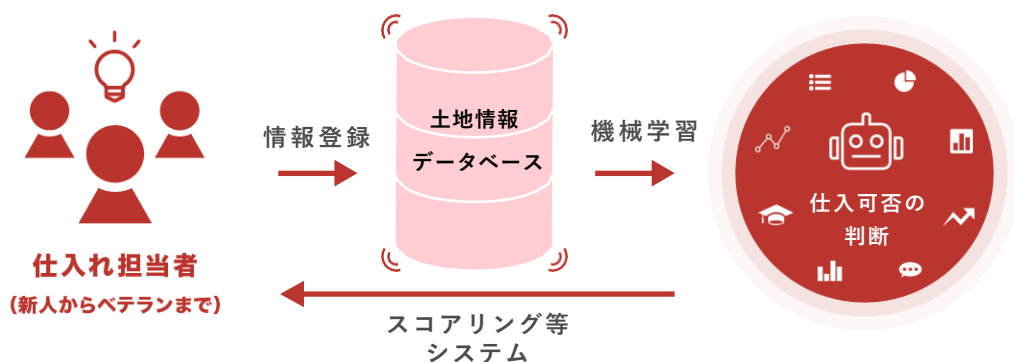 仕入れ担当者
(新人からベテランまで)
情報登録
土地情報
データベース
機械学習
仕入可否の
判断
スコアリング等
システム